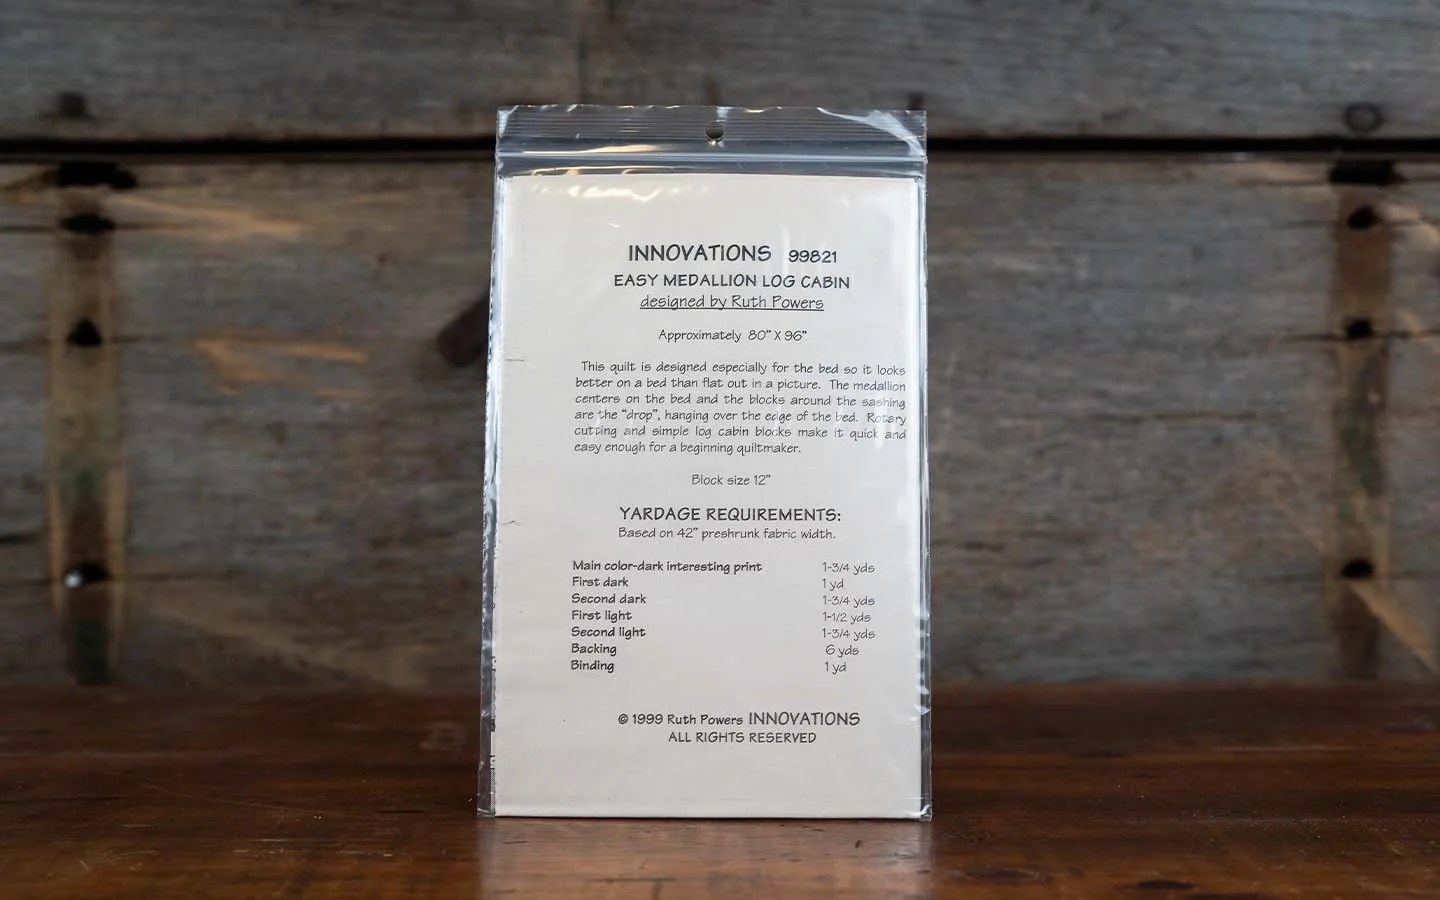 INNOVATIONS 99821
EASY MEDALLION LOG CABIN
designed by Ruth Powers
Approximately 80" X 96"
This quilt is designed especially for the bed so it looks
better on a bed than flat out in a picture. The medallion
centers on the bed and the blocks around the sashing
are the "drop", hanging over the edge of the bed. Rotary
cutting and simple log cabin blocks make it quick and
easy enough for a beginning quiltmaker.
Block size 12"
YARDAGE REQUIREMENTS:
Based on 42" preshrunk fabric width.
Main color-dark interesting print 1-3/4 yds
First dark 1 yd
Second dark 1-3/4 yds
First light 1-1/2 yds
Second light 1-3/4 yds
Backing 6 yds
Binding 1 yd
© 1999 Ruth Powers INNOVATIONS
ALL RIGHTS RESERVED